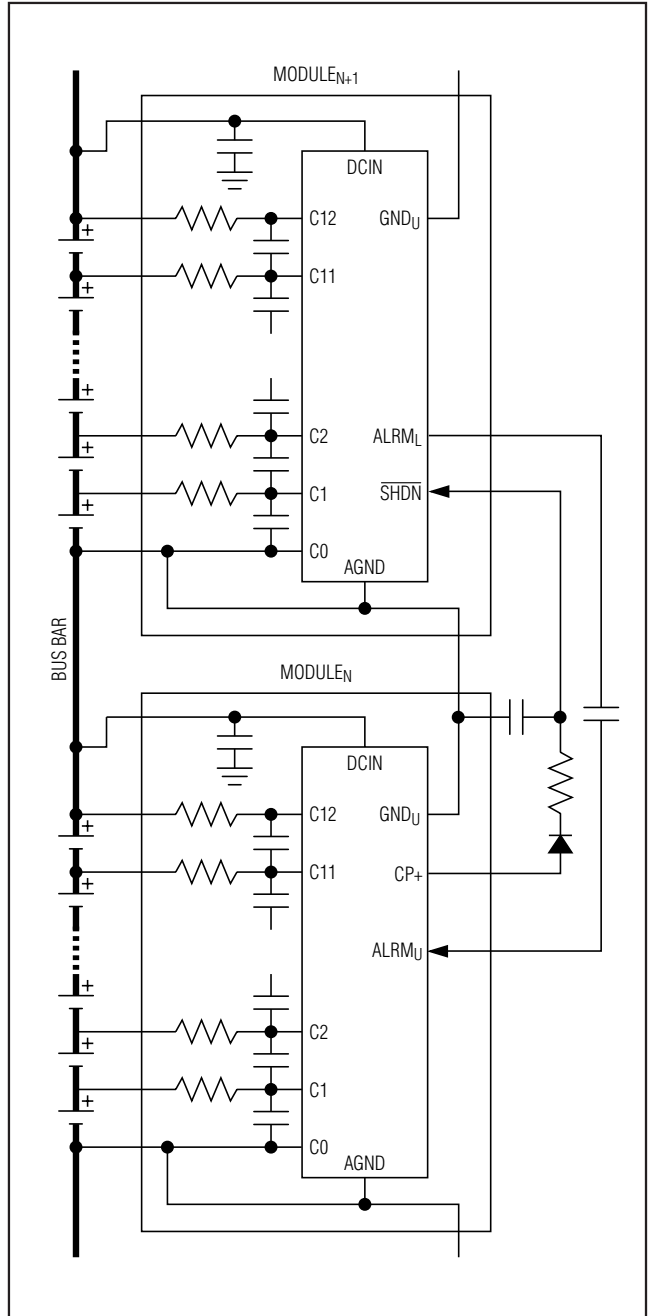 MODULEN+1
DCIN
+
C12
GNDU
+
C11
+
C2
ALRML
+
C1
SHDN
+
C0
AGND
BUS BAR
MODULEN
DCIN
C12
GNDU
+
C11
CP+
+
ALRMU
+
C2
+
C1
+
C0
AGND